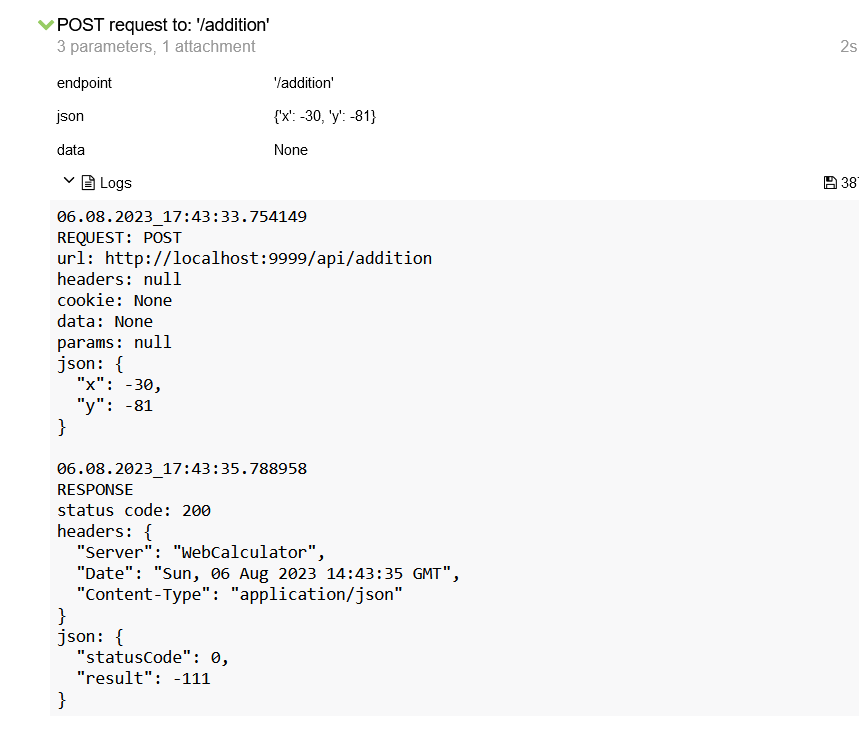 POST request to: '/addition'
3 parameters, 1 attachment 2s
endpoint '/addition'
json {'x': -30, 'y': -81}
data None
Logs 387
06.08.2023_17:43:33.754149
REQUEST: POST
url: http://localhost:9999/api/addition
headers: null
cookie: None
data: None
params: null
json: {
  "x": -30,
  "y": -81
}

06.08.2023_17:43:35.788958
RESPONSE
status code: 200
headers: {
  "Server": "WebCalculator",
  "Date": "Sun, 06 Aug 2023 14:43:35 GMT",
  "Content-Type": "application/json"
}
json: {
  "statusCode": 0,
  "result": -111
}